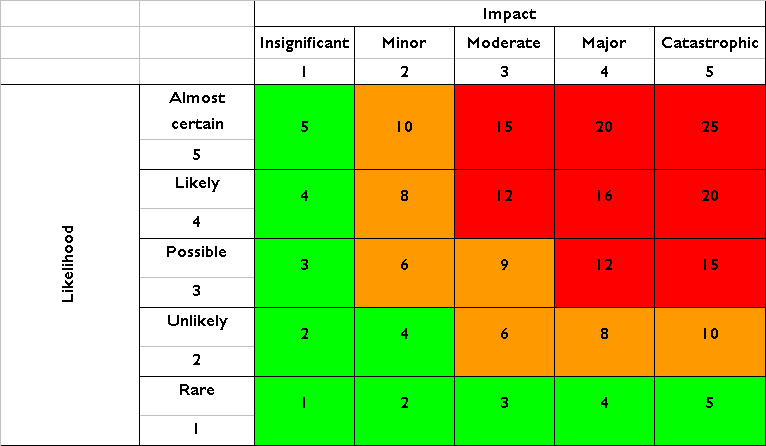 Impact
Insignificant Minor Moderate Major Catastrophic
1 2 3 4 5
Likelihood
Almost
certain
5
5 10 15 20 25
Likely
4
4 8 12 16 20
Possible
3
3 6 9 12 15
Unlikely
2
2 4 6 8 10
Rare
1
1 2 3 4 5